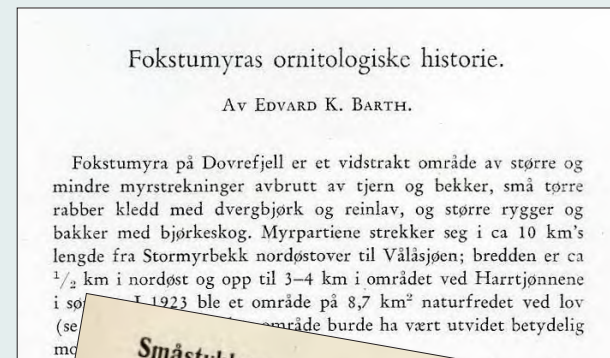 Fokstumyras ornitologiske historie.
Av Edvard K. Barth.
Fokstumyra på Dovrefjell er et vidstrakt område av større og
mindre myrstrekninger avbrutt av tjern og bekker, små tørre
rabber kledd med dvergbjørk og reinlav, og større rygger og
bakker med bjørkeskog. Myrpartiene strekker seg i ca 10 km's
lengde fra Stormyrbekk nordøstover til Vålåsjøen; bredden er ca
1/2 km i nordøst og opp til 3–4 km i området ved Harrtjønnene
i 1923 ble et område på 8,7 km² naturfredet ved lov
(se område burde ha vært utvidet betydelig